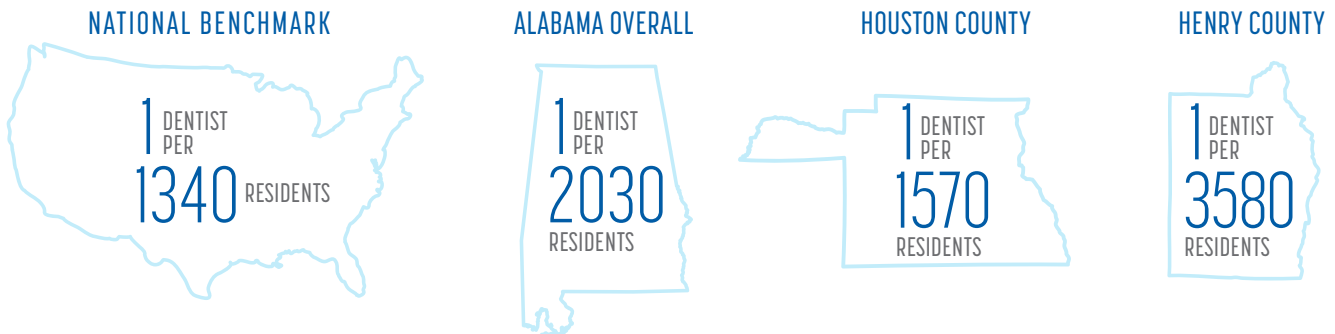 NATIONAL BENCHMARK
1 DENTIST
PER
1340 RESIDENTS
ALABAMA OVERALL
1 DENTIST
PER
2030
RESIDENTS
HOUSTON COUNTY
1 DENTIST
PER
1570
RESIDENTS
HENRY COUNTY
1 DENTIST
PER
3580
RESIDENTS